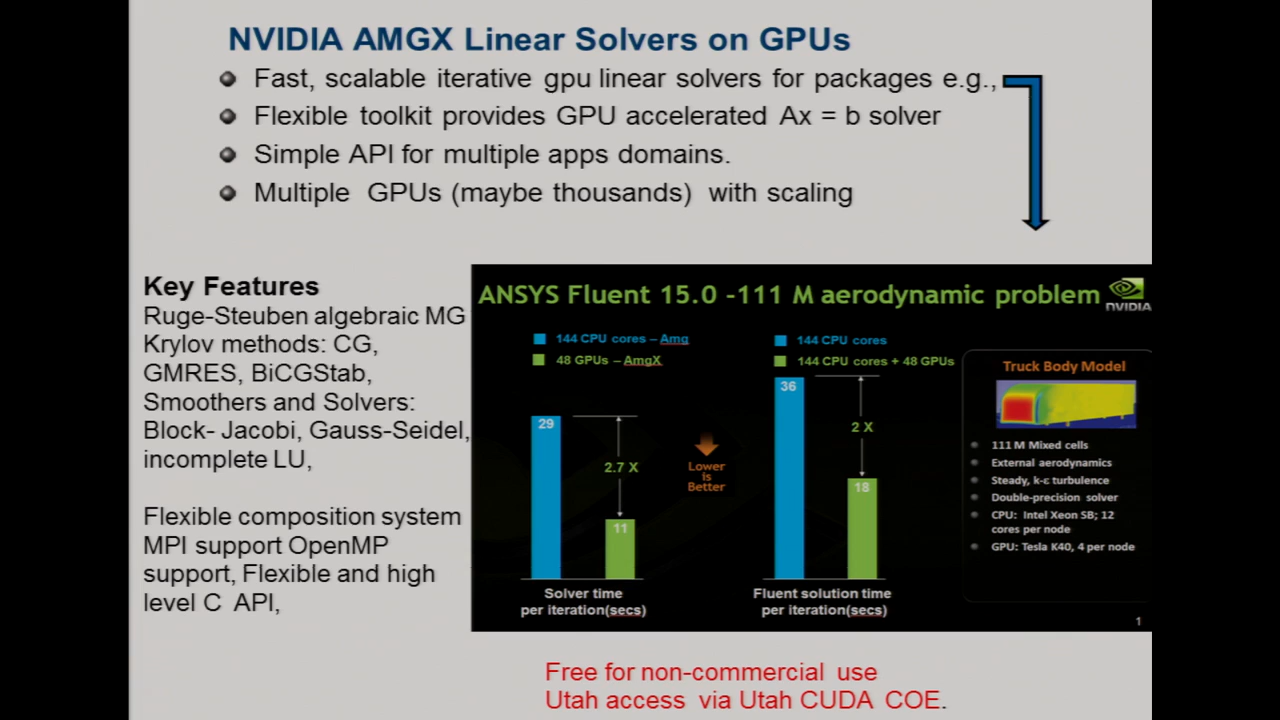 NVIDIA AMGX Linear Solvers on GPUs
Fast, scalable iterative gpu linear solvers for packages e.g.,
Flexible toolkit provides GPU accelerated Ax = b solver
Simple API for multiple apps domains.
Multiple GPUs (maybe thousands) with scaling
Key Features
Ruge-Steuben algebraic MG
Krylov methods: CG,
GMRES, BiCGStab,
Smoothers and Solvers:
Block- Jacobi, Gauss-Seidel,
incomplete LU,
Flexible composition system
MPI support OpenMP
support, Flexible and high
level C API,
ANSYS Fluent 15.0 -111 M aerodynamic problem
NVIDIA
144 CPU cores – Amg
48 GPUs – AmgX
29
2.7 X
11
Solver time
per iteration(secs)
Lower
is
Better
144 CPU cores
144 CPU cores + 48 GPUs
36
2 X
18
Fluent solution time
per iteration(secs)
Truck Body Model
111 M Mixed cells
External aerodynamics
Steady, k-ε turbulence
Double-precision solver
CPU: Intel Xeon SB; 12
cores per node
GPU: Tesla K40, 4 per node
1
Free for non-commercial use
Utah access via Utah CUDA COE.